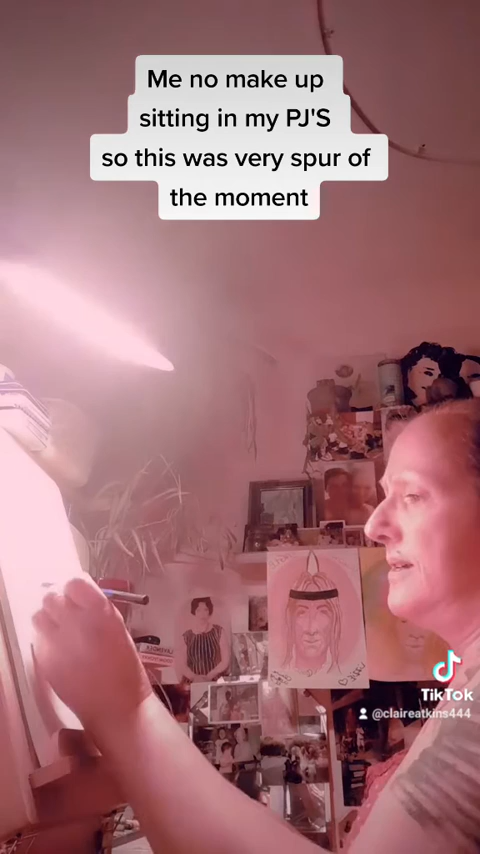 Me no make up
sitting in my PJ'S
so this was very spur of
the moment
TikTok
@claireatkins444